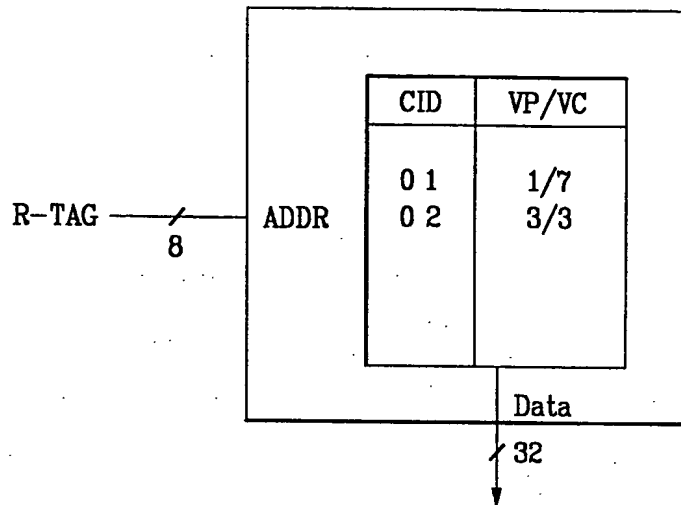 CID VP/VC
0 1 1/7
R-TAG ADDR 0 2 3/3
8
Data
32